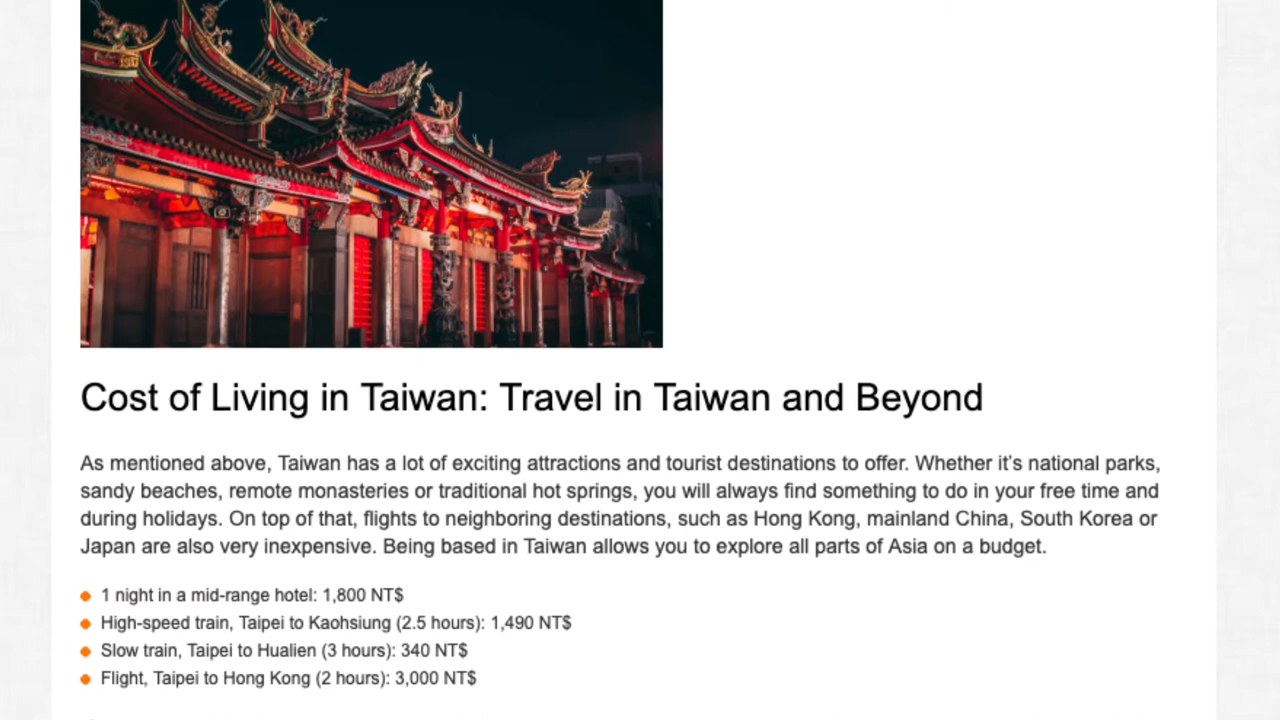 Cost of Living in Taiwan: Travel in Taiwan and Beyond
As mentioned above, Taiwan has a lot of exciting attractions and tourist destinations to offer. Whether it's national parks,
sandy beaches, remote monasteries or traditional hot springs, you will always find something to do in your free time and
during holidays. On top of that, flights to neighboring destinations, such as Hong Kong, mainland China, South Korea or
Japan are also very inexpensive. Being based in Taiwan allows you to explore all parts of Asia on a budget.
1 night in a mid-range hotel: 1,800 NT$
High-speed train, Taipei to Kaohsiung (2.5 hours): 1,490 NT$
Slow train, Taipei to Hualien (3 hours): 340 NT$
Flight, Taipei to Hong Kong (2 hours): 3,000 NT$